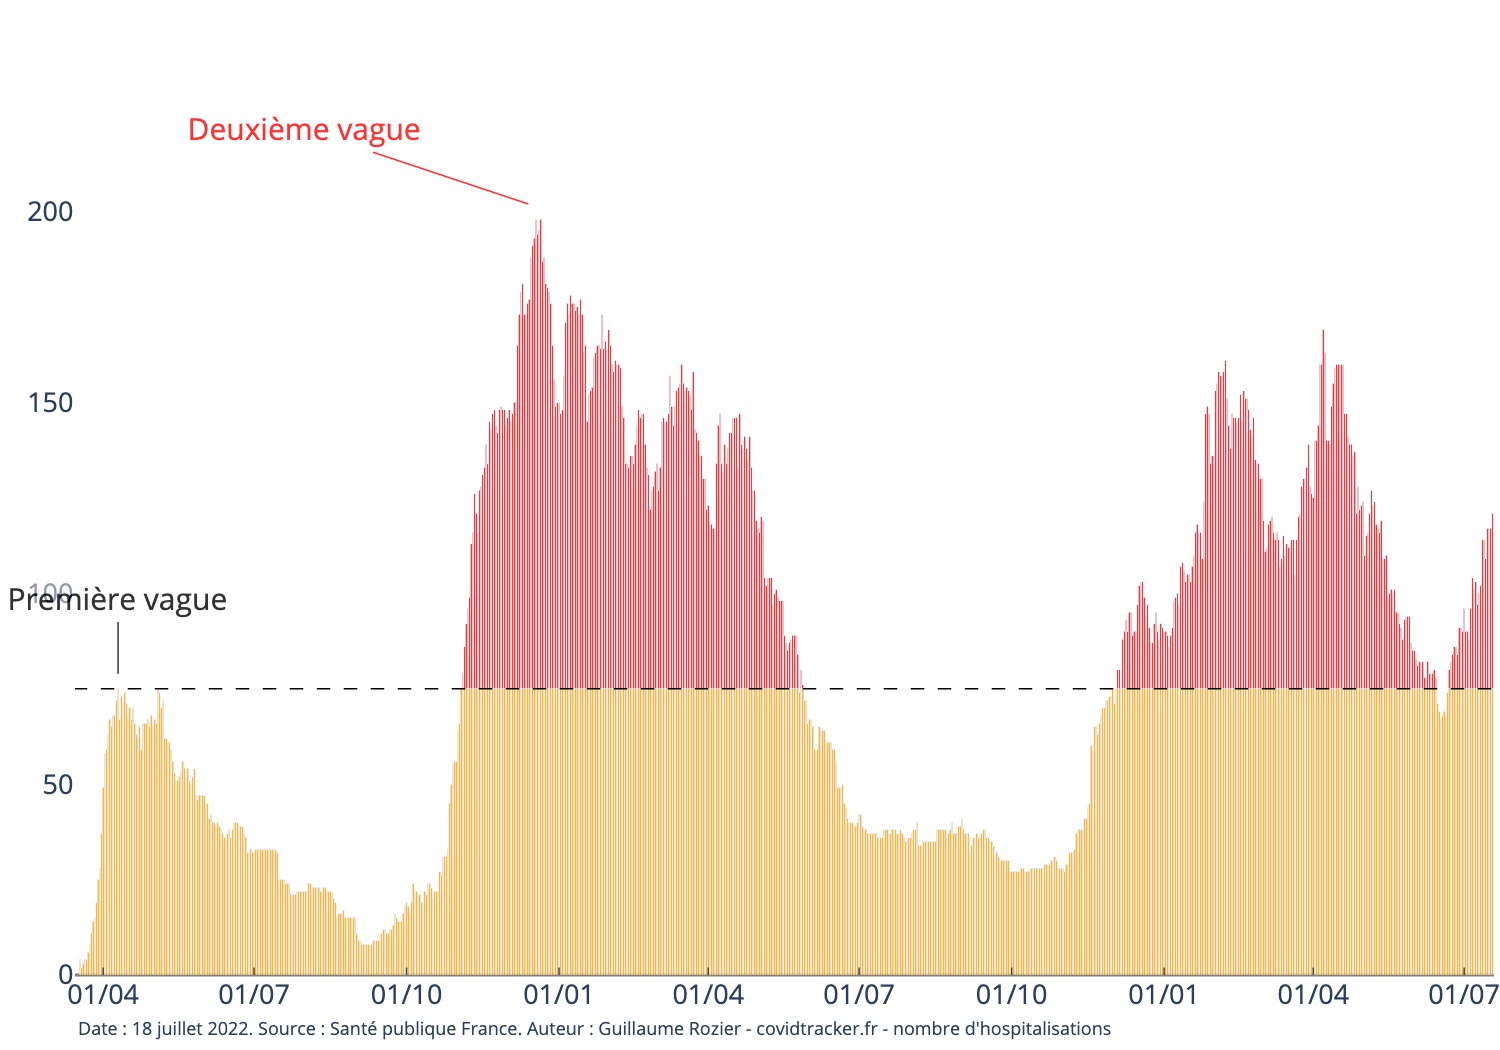 Deuxième vague
200
150
100
Première vague
50
0
01/04 01/07 01/10 01/01 01/04 01/07 01/10 01/01 01/04 01/07
Date : 18 juillet 2022. Source : Santé publique France. Auteur : Guillaume Rozier - covidtracker.fr - nombre d'hospitalisations